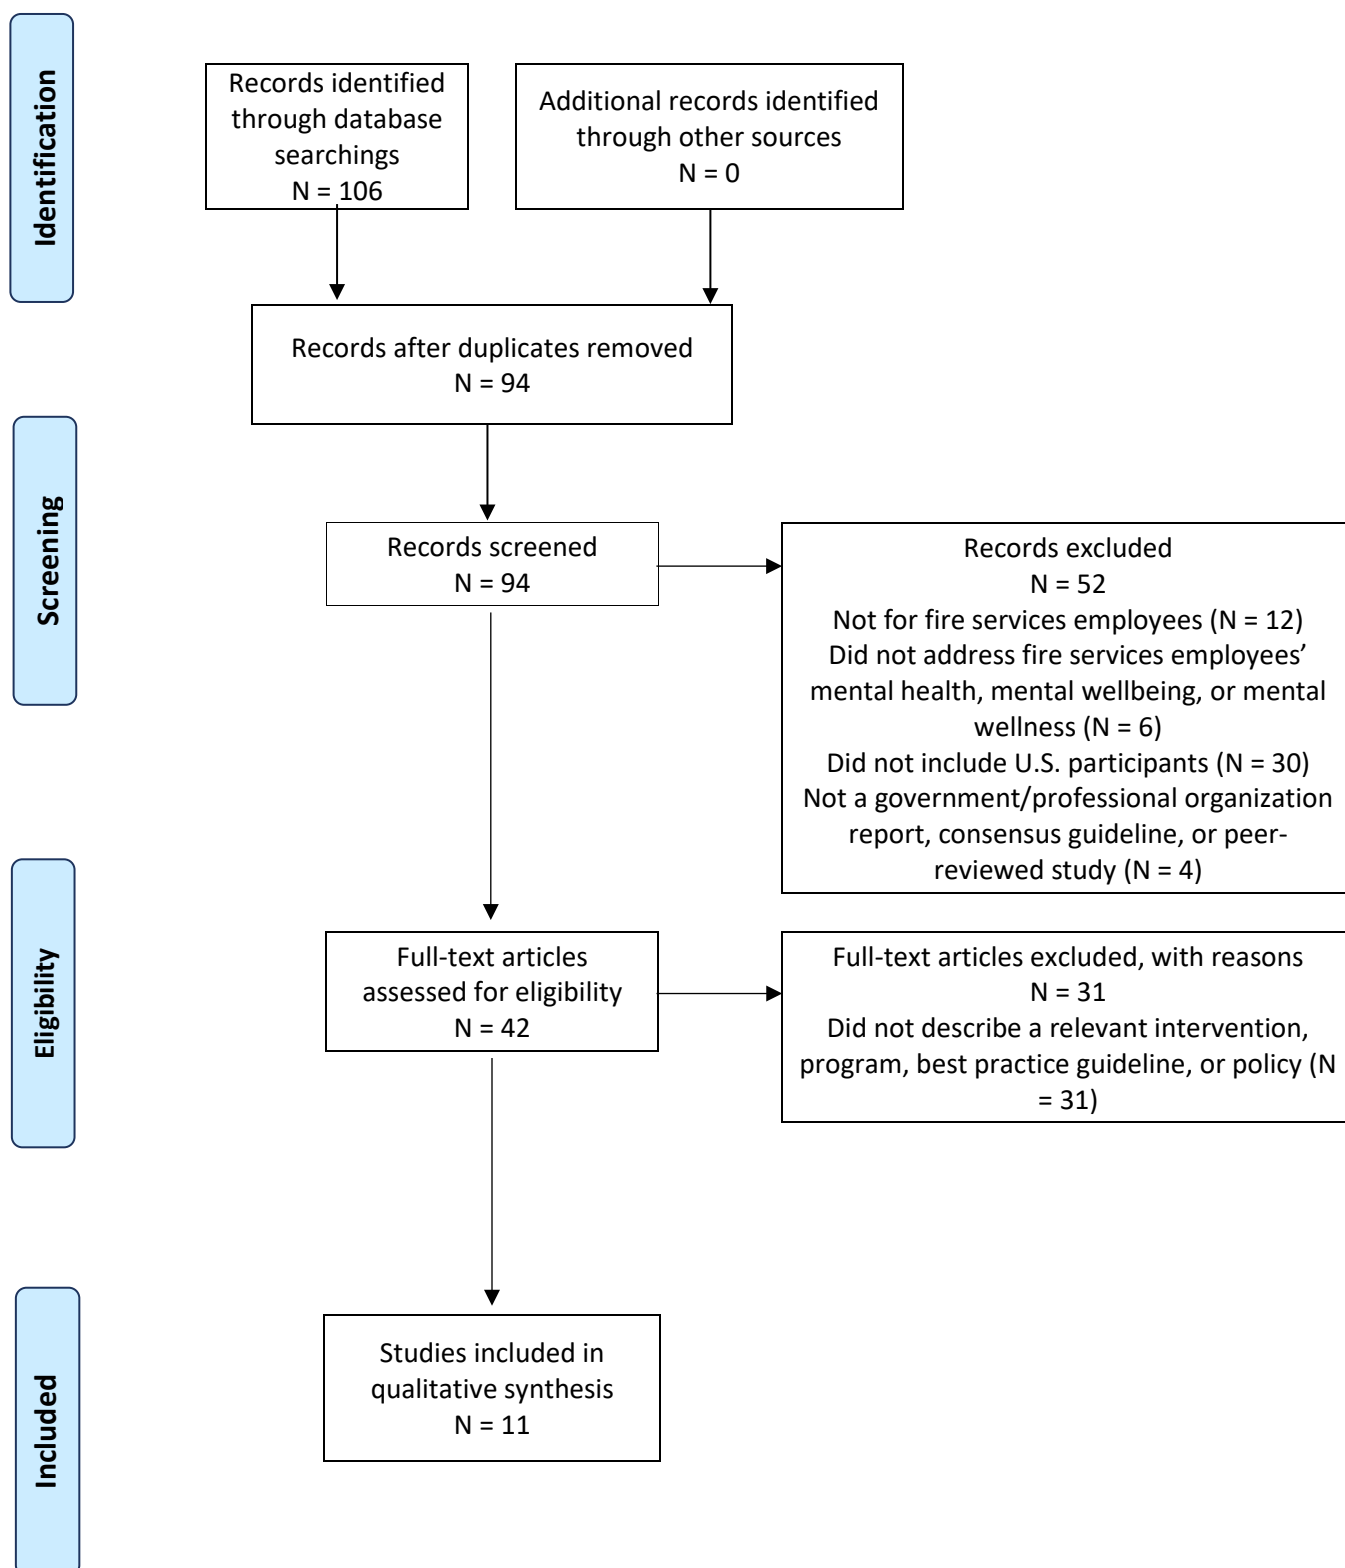 Identification
Records identified
through database
searchings
N = 106
Additional records identified
through other sources
N = 0
Records after duplicates removed
N = 94
Screening
Records screened
N = 94
Records excluded
N = 52
Not for fire services employees (N = 12)
Did not address fire services employees’
mental health, mental wellbeing, or mental
wellness (N = 6)
Did not include U.S. participants (N = 30)
Not a government/professional organization
report, consensus guideline, or peer-
reviewed study (N = 4)
Eligibility
Full-text articles
assessed for eligibility
N = 42
Full-text articles excluded, with reasons
N = 31
Did not describe a relevant intervention,
program, best practice guideline, or policy (N
= 31)
Included
Studies included in
qualitative synthesis
N = 11